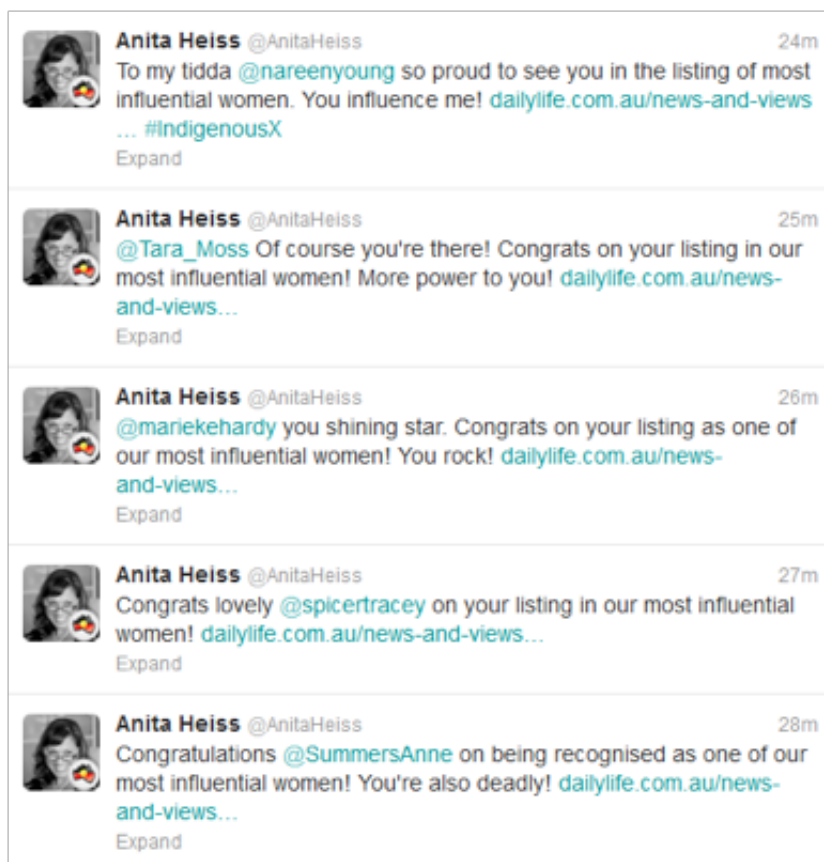 Anita Heiss @AnitaHeiss 24m
To my tidda @nareenyoung so proud to see you in the listing of most
influential women. You influence me! dailylife.com.au/news-and-views
... #IndigenousX
Expand
Anita Heiss @AnitaHeiss 25m
@Tara_Moss Of course you're there! Congrats on your listing in our
most influential women! More power to you! dailylife.com.au/news-
and-views...
Expand
Anita Heiss @AnitaHeiss 26m
@mariekehardy you shining star. Congrats on your listing as one of
our most influential women! You rock! dailylife.com.au/news-
and-views...
Expand
Anita Heiss @AnitaHeiss 27m
Congrats lovely @spicertracey on your listing in our most influential
women! dailylife.com.au/news-and-views...
Expand
Anita Heiss @AnitaHeiss 28m
Congratulations @SummersAnne on being recognised as one of our
most influential women! You're also deadly! dailylife.com.au/news-
and-views...
Expand